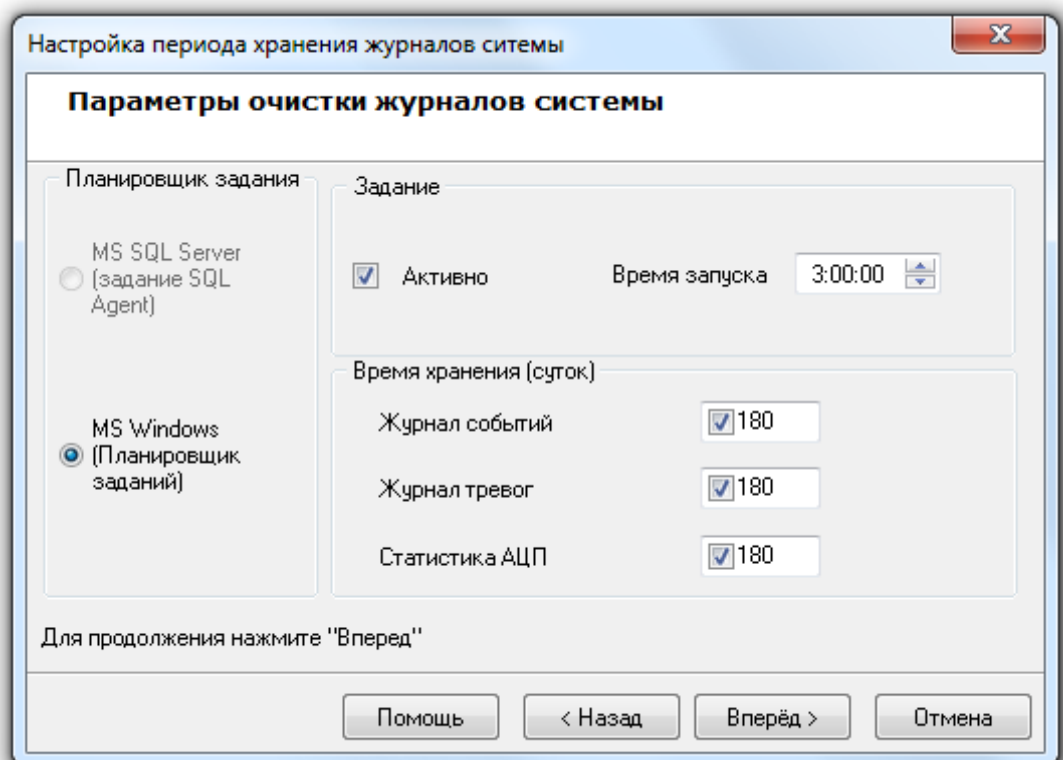 Настройка периода хранения журналов ситемы
Параметры очистки журналов системы
Планировщик задания
MS SQL Server
(задание SQL
Agent)
MS Windows
(Планировщик
заданий)
Задание
Активно
Время запуска
3:00:00
Время хранения (суток)
Журнал событий
180
Журнал тревог
180
Статистика АЦП
180
Для продолжения нажмите "Вперед"
Помощь
< Назад
Вперёд >
Отмена